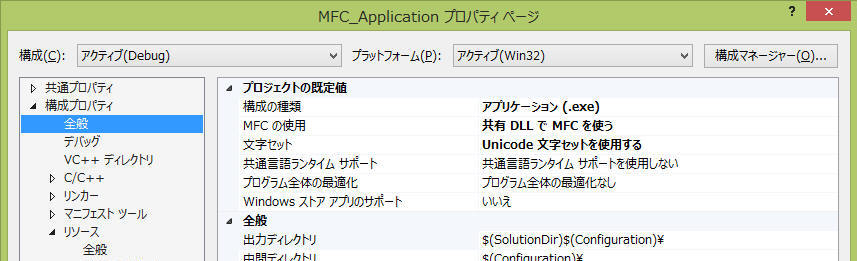 MFC_Application プロパティ ページ
?
構成(C): アクティブ(Debug) プラットフォーム(P): アクティブ(Win32) 構成マネージャー(O)...
共通プロパティ
構成プロパティ
全般
デバッグ
VC++ ディレクトリ
C/C++
リンカー
マニフェスト ツール
リソース
全般
プロジェクトの既定値
構成の種類 アプリケーション (.exe)
MFC の使用 共有 DLL で MFC を使う
文字セット Unicode 文字セットを使用する
共通言語ランタイム サポート 共通言語ランタイム サポートを使用しない
プログラム全体の最適化 プログラム全体の最適化なし
Windows ストア アプリのサポート いいえ
全般
出力ディレクトリ $(SolutionDir)$(Configuration)¥
中間ディレクトリ $(Configuration)¥